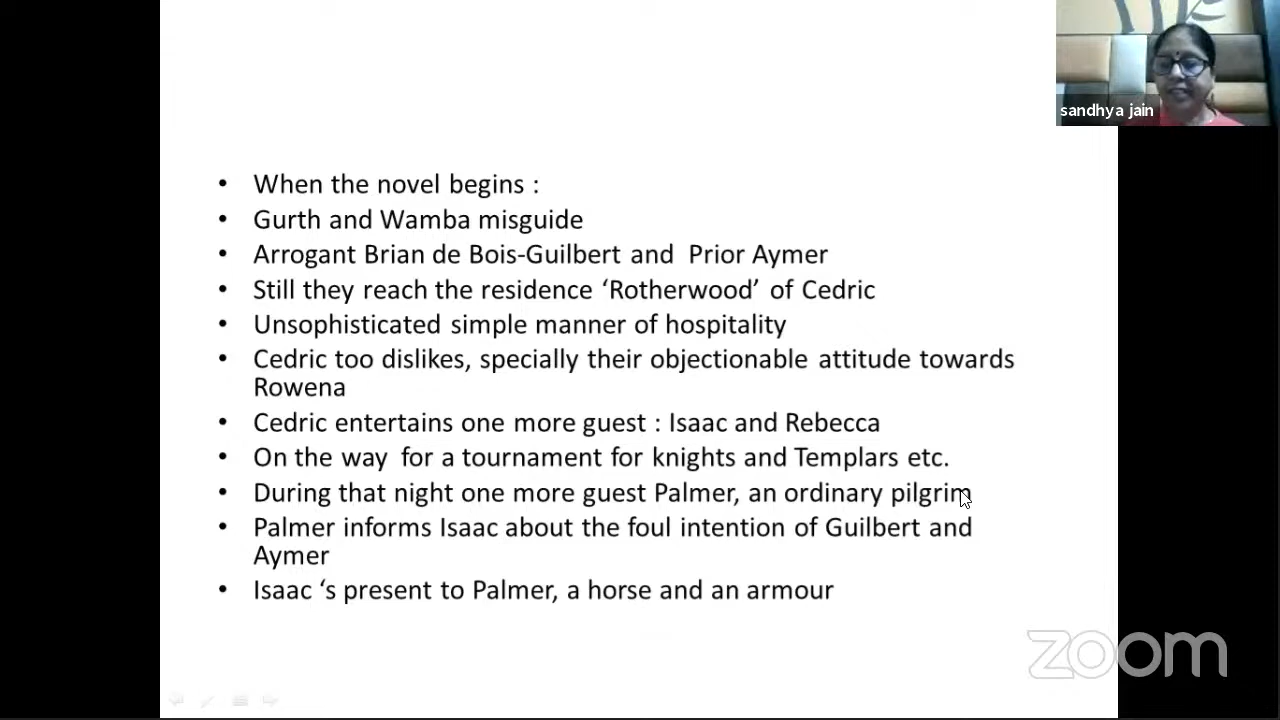 sandhya jain
• When the novel begins :
• Gurth and Wamba misguide
• Arrogant Brian de Bois-Guilbert and Prior Aymer
• Still they reach the residence ‘Rotherwood’ of Cedric
• Unsophisticated simple manner of hospitality
• Cedric too dislikes, specially their objectionable attitude towards
Rowena
• Cedric entertains one more guest : Isaac and Rebecca
• On the way for a tournament for knights and Templars etc.
• During that night one more guest Palmer, an ordinary pilgrim
• Palmer informs Isaac about the foul intention of Guilbert and
Aymer
• Isaac ‘s present to Palmer, a horse and an armour
zoom